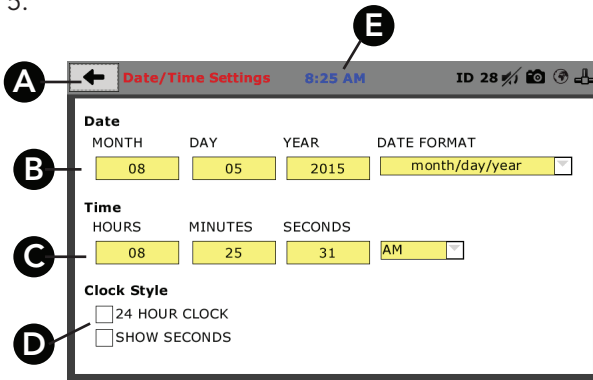 5.
E
A
Date/Time Settings 8:25 AM ID 28
Date
MONTH DAY YEAR DATE FORMAT
B
08 05 2015 month/day/year
Time
HOURS MINUTES SECONDS
C
08 25 31 AM
Clock Style
24 HOUR CLOCK
D
SHOW SECONDS